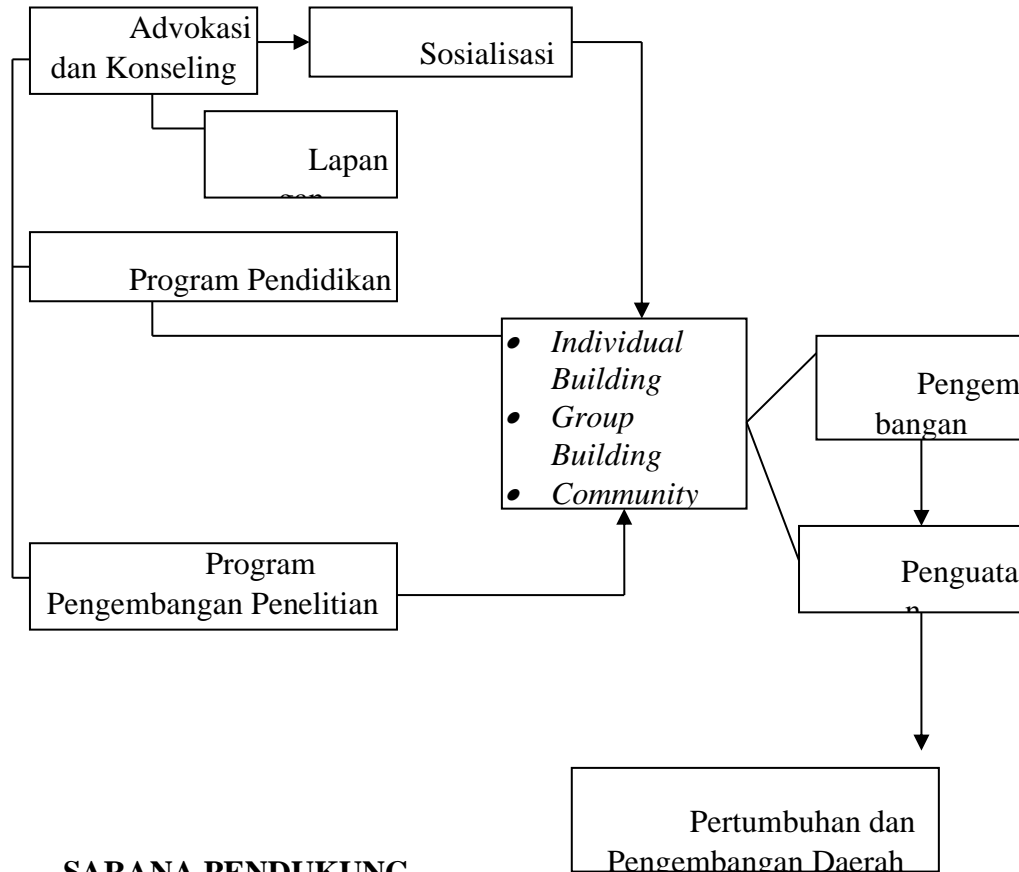 Advokasi
dan Konseling
Sosialisasi
Lapan
gan
Program Pendidikan
• Individual
Building
• Group
Building
• Community
Pengem
bangan
Program
Pengembangan Penelitian
Penguata
n
Pertumbuhan dan
Pengembangan Daerah
SARANA PENDUKUNG